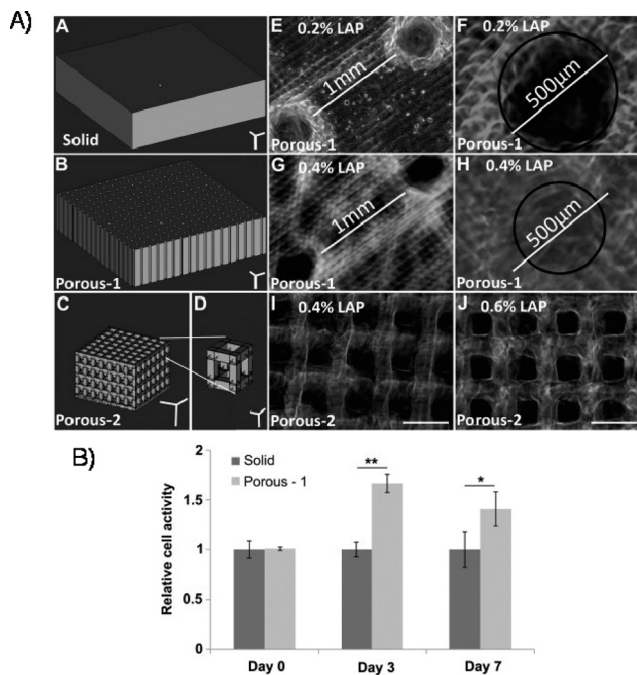 A)
A
Solid
B
Porous-1
C
Porous-2
D
E
0.2% LAP
1mm
Porous-1
F
0.2% LAP
500µm
Porous-1
G
0.4% LAP
1mm
Porous-1
H
0.4% LAP
500µm
Porous-1
I
0.4% LAP
Porous-2
J
0.6% LAP
Porous-2
B)
Relative cell activity
2
1.5
1
0.5
0
Solid
Porous - 1
**
*
Day 0
Day 3
Day 7